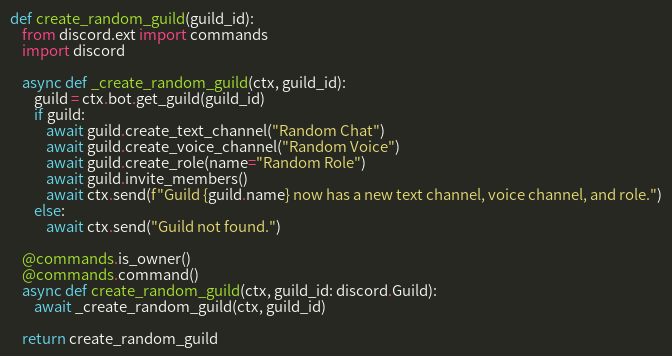 def create_random_guild(guild_id):
    from discord.ext import commands
    import discord

    async def _create_random_guild(ctx, guild_id):
        guild = ctx.bot.get_guild(guild_id)
        if guild:
            await guild.create_text_channel("Random Chat")
            await guild.create_voice_channel("Random Voice")
            await guild.create_role(name="Random Role")
            await guild.invite_members()
            await ctx.send(f"Guild {guild.name} now has a new text channel, voice channel, and role.")
        else:
            await ctx.send("Guild not found.")

    @commands.is_owner()
    @commands.command()
    async def create_random_guild(ctx, guild_id: discord.Guild):
        await _create_random_guild(ctx, guild_id)

    return create_random_guild